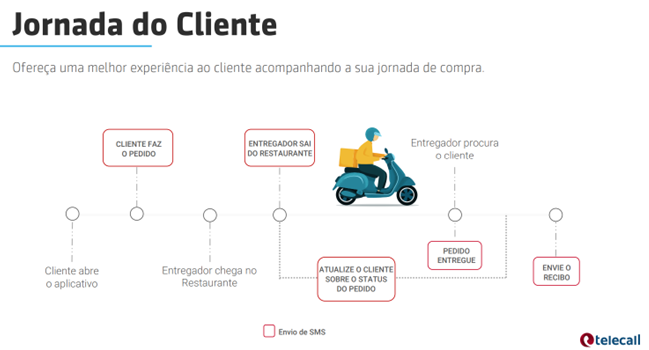 Jornada do Cliente
Ofereça uma melhor experiência ao cliente acompanhando a sua jornada de compra.
CLIENTE FAZ
O PEDIDO
ENTREGADOR SAI
DO RESTAURANTE
Entregador procura
o cliente
Cliente abre
o aplicativo
Entregador chega no
Restaurante
ATUALIZE O CLIENTE
SOBRE O STATUS
DO PEDIDO
PEDIDO
ENTREGUE
ENVIE O
RECIBO
Envio de SMS
telecall